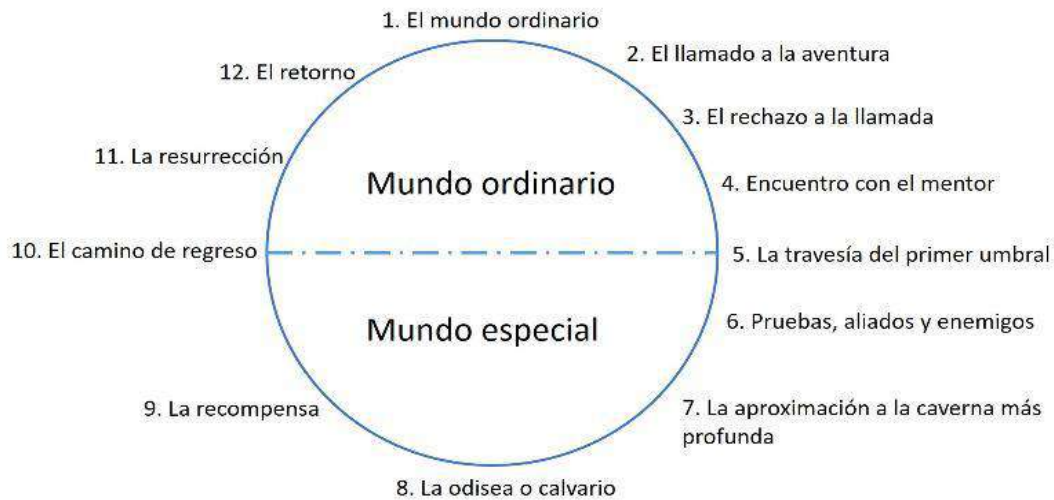 1. El mundo ordinario
2. El llamado a la aventura
3. El rechazo a la llamada
4. Encuentro con el mentor
5. La travesía del primer umbral
6. Pruebas, aliados y enemigos
7. La aproximación a la caverna más
profunda
8. La odisea o calvario
9. La recompensa
10. El camino de regreso
11. La resurrección
12. El retorno
Mundo ordinario
Mundo especial